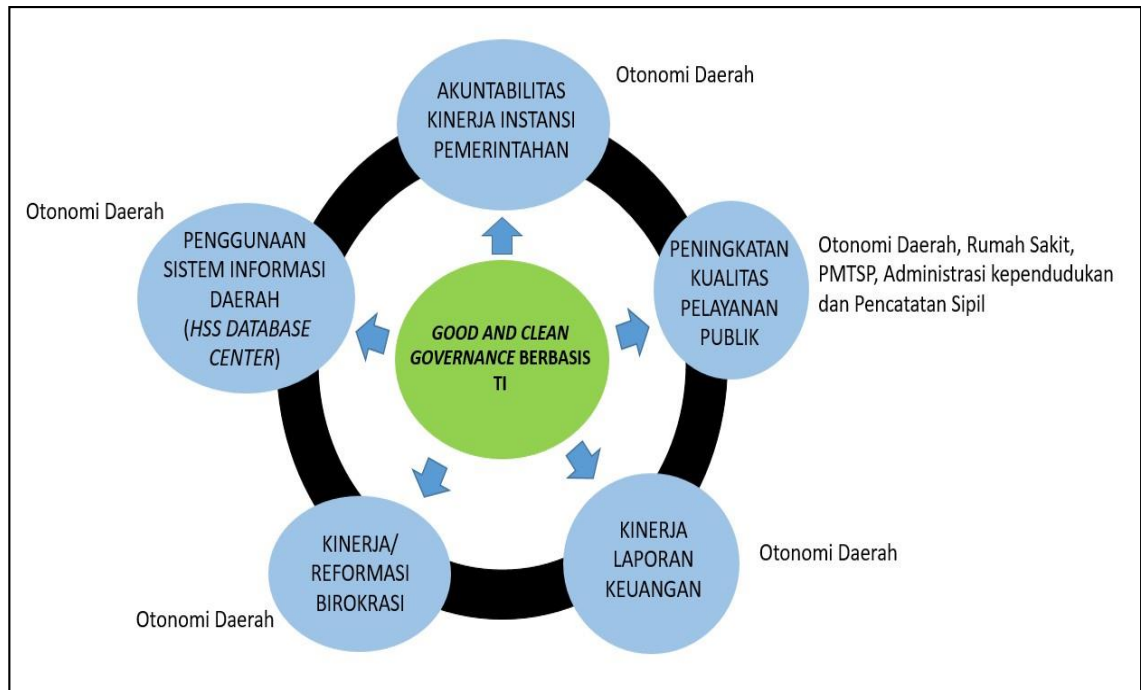 Otonomi Daerah
AKUNTABILITAS
KINERJA INSTANSI
PEMERINTAHAN
Otonomi Daerah
PENGGUNAAN
SISTEM INFORMASI
DAERAH
(HSS DATABASE
CENTER)
PENINGKATAN
KUALITAS
PELAYANAN
PUBLIK
Otonomi Daerah, Rumah Sakit,
PMTSP, Administrasi kependudukan
dan Pencatatan Sipil
GOOD AND CLEAN
GOVERNANCE BERBASIS
TI
KINERJA/
REFORMASI
BIROKRASI
Otonomi Daerah
KINERJA
LAPORAN
KEUANGAN
Otonomi Daerah